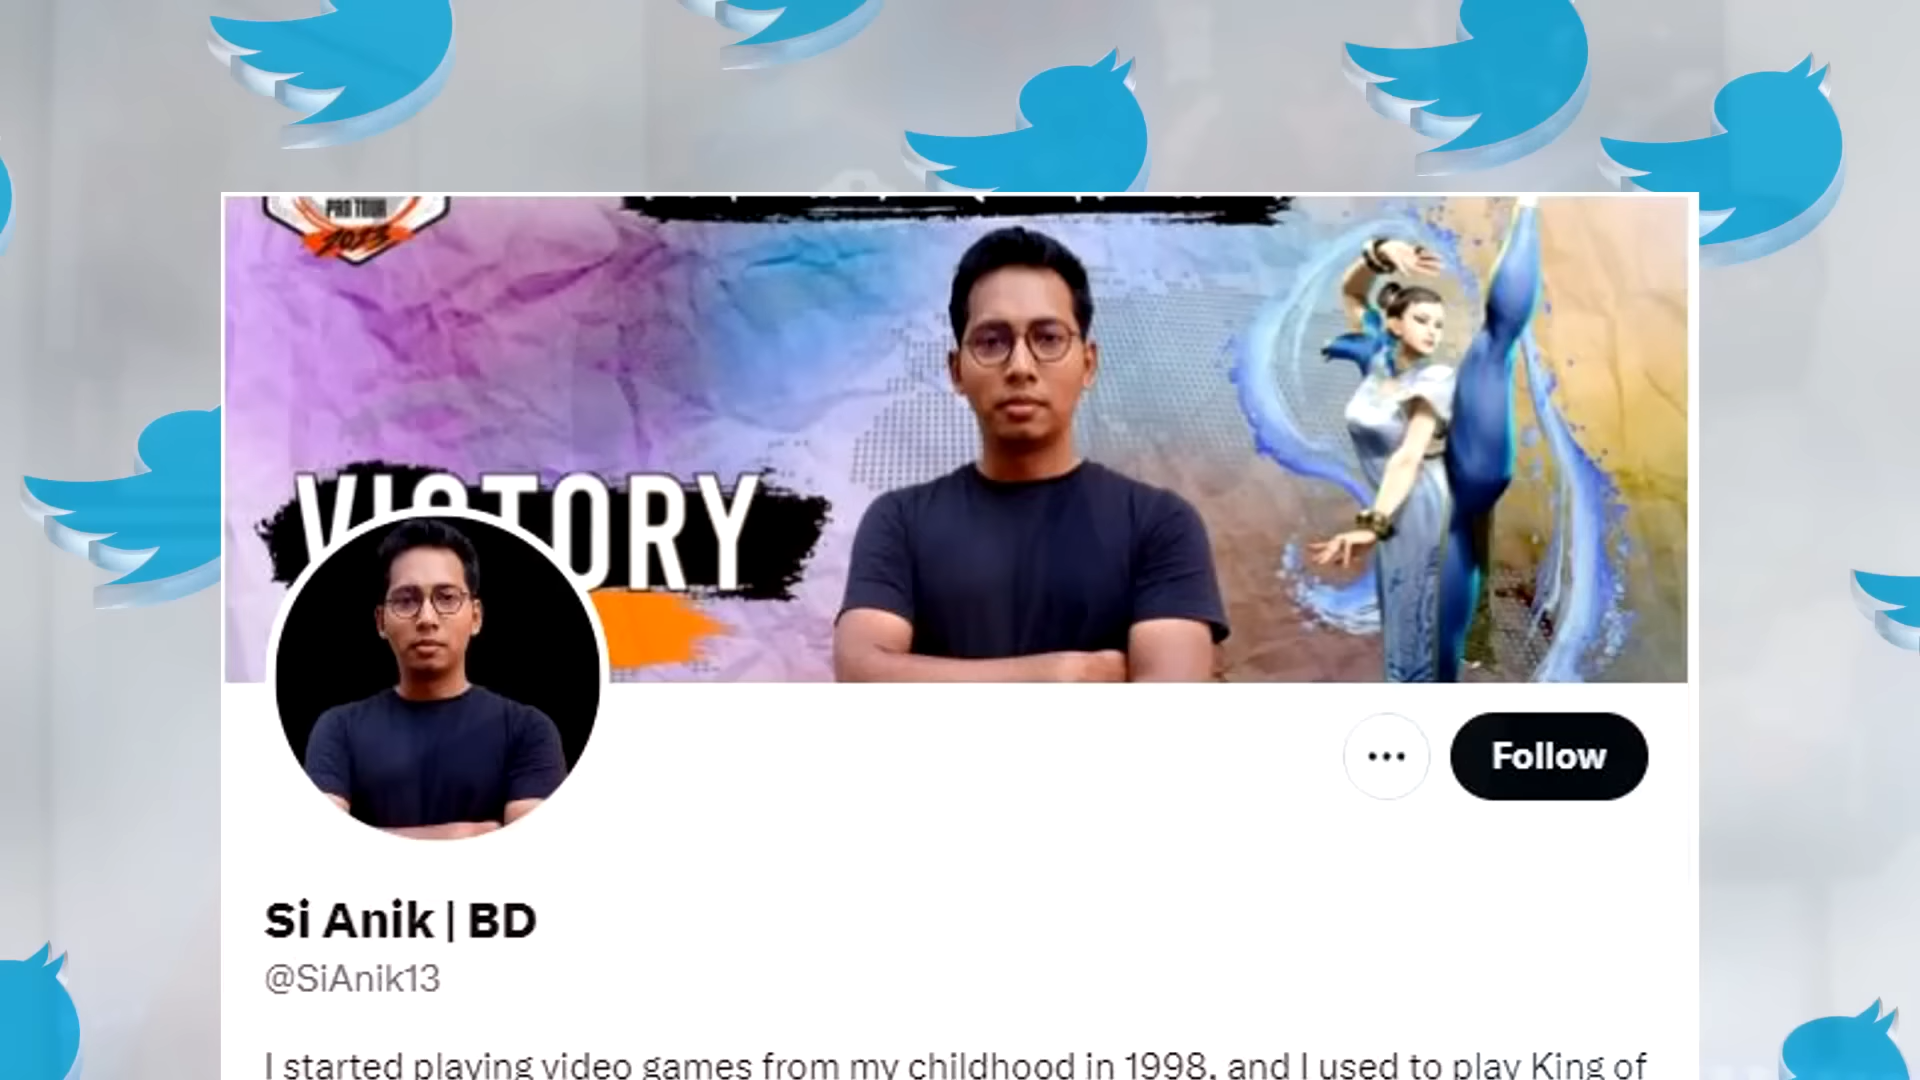 PRO TOUR
2023
VICTORY
Follow
Si Anik | BD
@SiAnik13
I started playing video games from my childhood in 1998, and I used to play King of